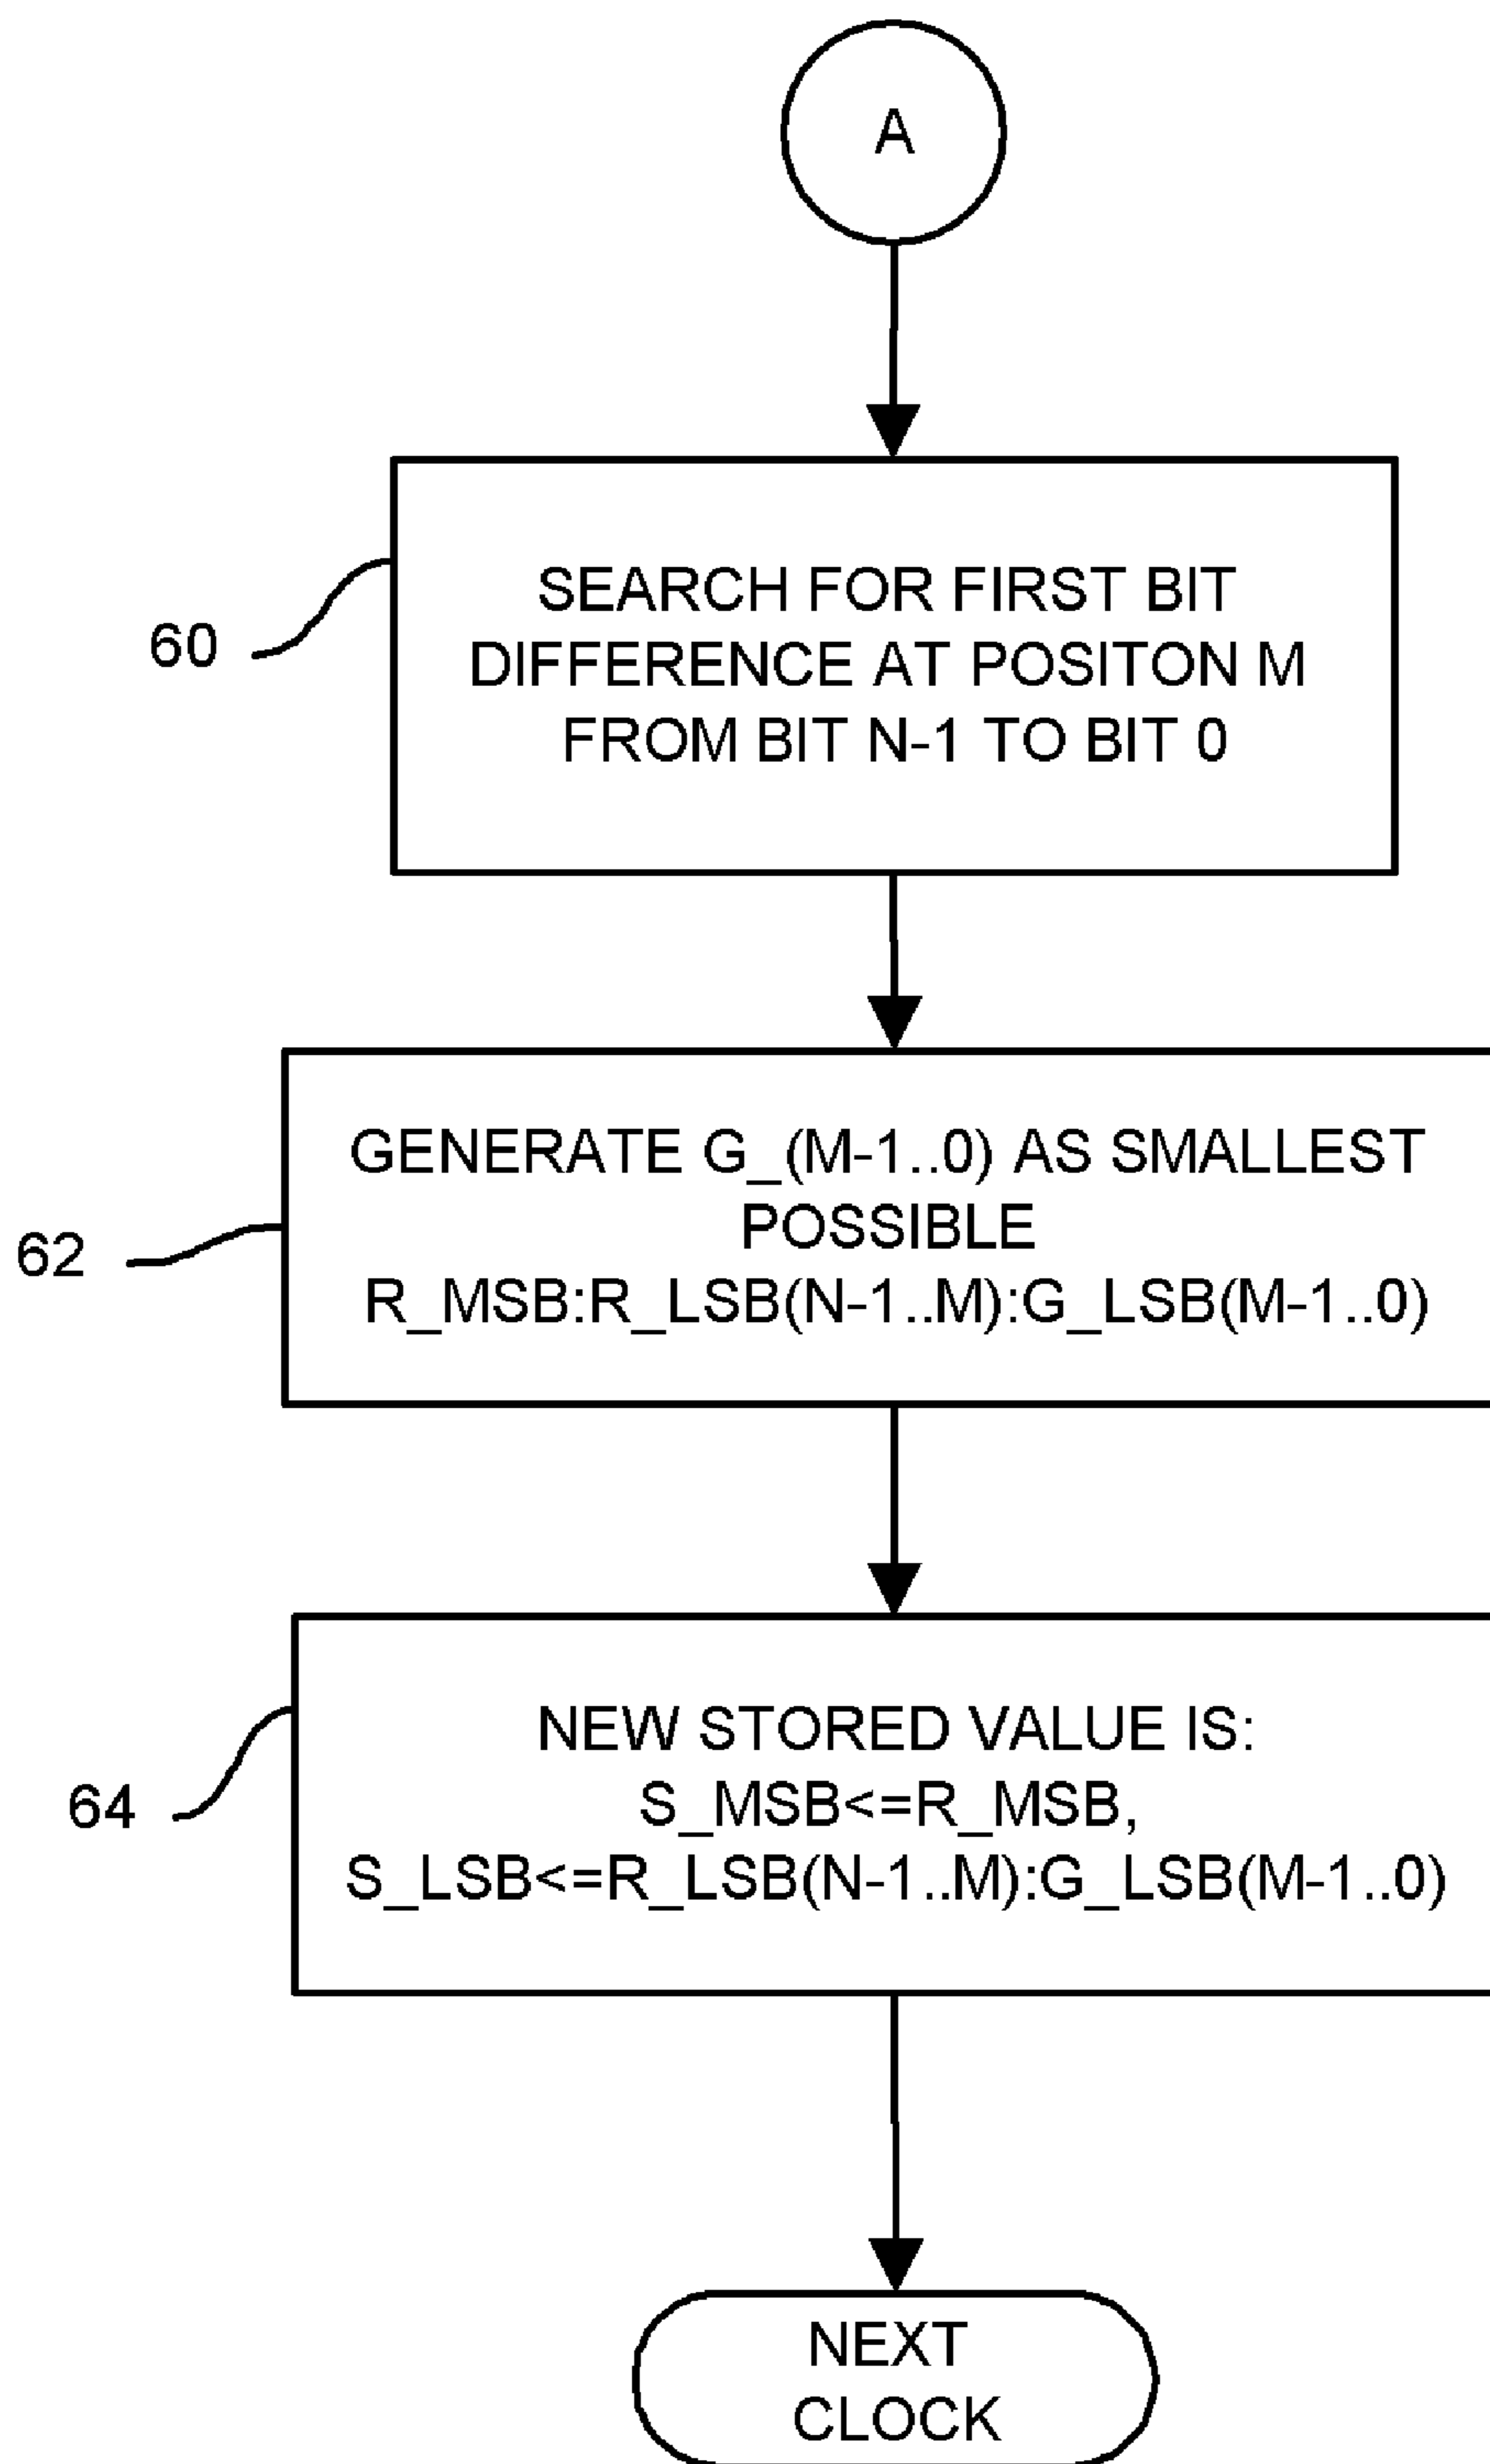 A
60
SEARCH FOR FIRST BIT
DIFFERENCE AT POSITON M
FROM BIT N-1 TO BIT 0
62
GENERATE G_(M-1..0) AS SMALLEST
POSSIBLE
R_MSB:R_LSB(N-1..M):G_LSB(M-1..0)
64
NEW STORED VALUE IS:
S_MSB<=R_MSB,
S_LSB<=R_LSB(N-1..M):G_LSB(M-1..0)
NEXT
CLOCK